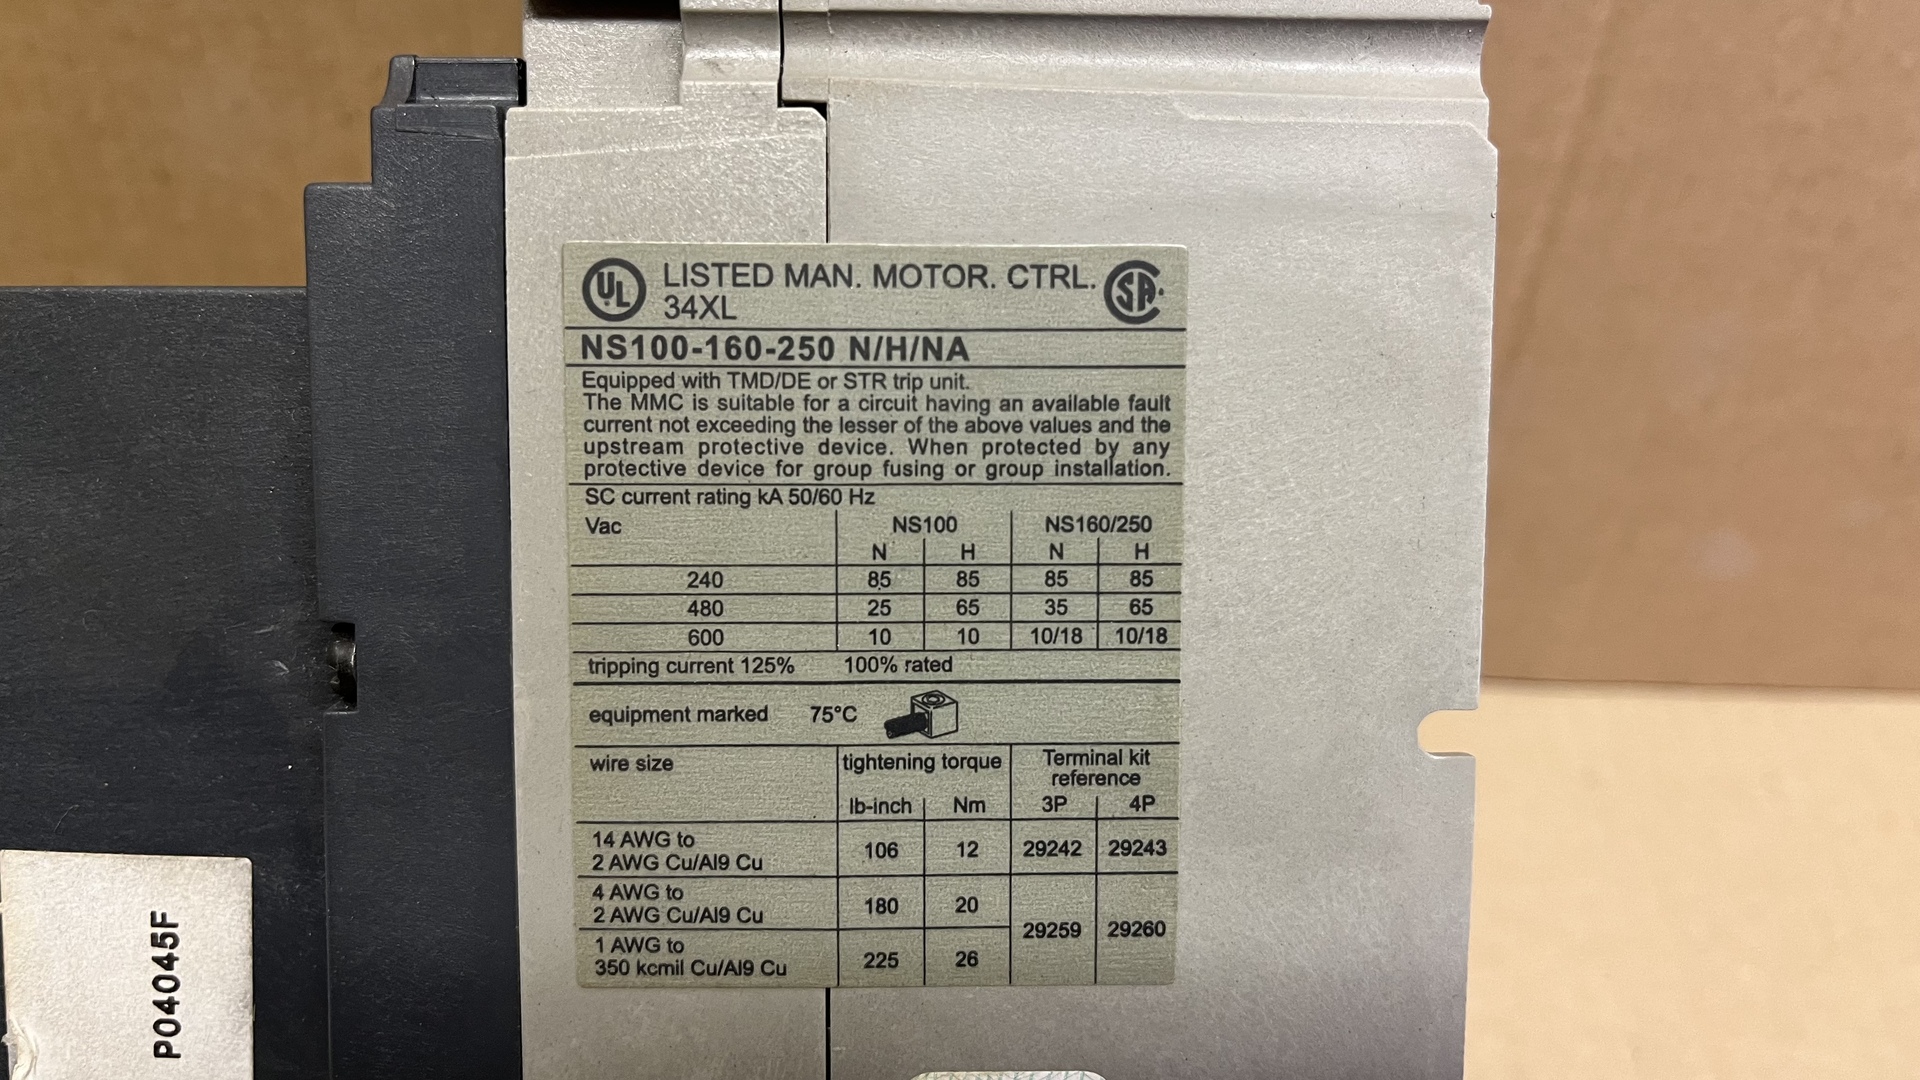 UL LISTED MAN. MOTOR. CTRL. SA
34XL
NS100-160-250 N/H/NA
Equipped with TMD/DE or STR trip unit.
The MMC is suitable for a circuit having an available fault
current not exceeding the lesser of the above values and the
upstream protective device. When protected by any
protective device for group fusing or group installation.
SC current rating kA 50/60 Hz
Vac NS100 NS160/250
N H N H
240 85 85 85 85
480 25 65 35 65
600 10 10 10/18 10/18
tripping current 125% 100% rated
equipment marked 75°C
wire size tightening torque Terminal kit
reference
lb-inch Nm 3P 4P
14 AWG to
2 AWG Cu/Al9 Cu 106 12 29242 29243
4 AWG to
2 AWG Cu/Al9 Cu 180 20
29259 29260
1 AWG to
350 kcmil Cu/Al9 Cu 225 26
P04045F